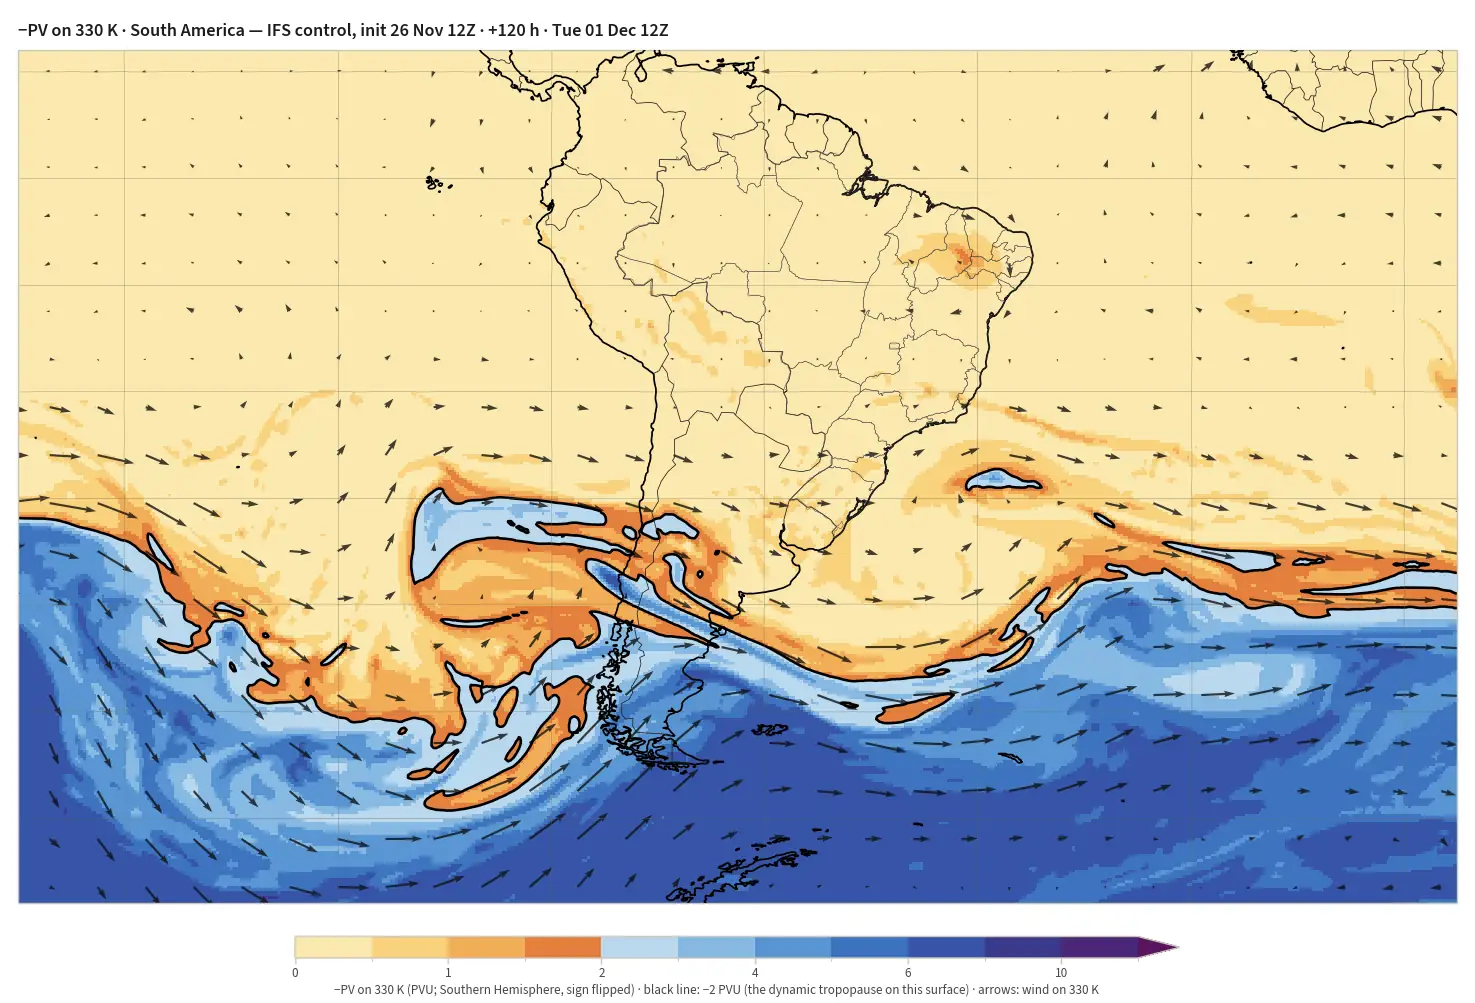 −PV on 330 K · South America — IFS control, init 26 Nov 12Z · +120 h · Tue 01 Dec 12Z
0 1 2 4 6 10
−PV on 330 K (PVU; Southern Hemisphere, sign flipped) · black line: −2 PVU (the dynamic tropopause on this surface) · arrows: wind on 330 K